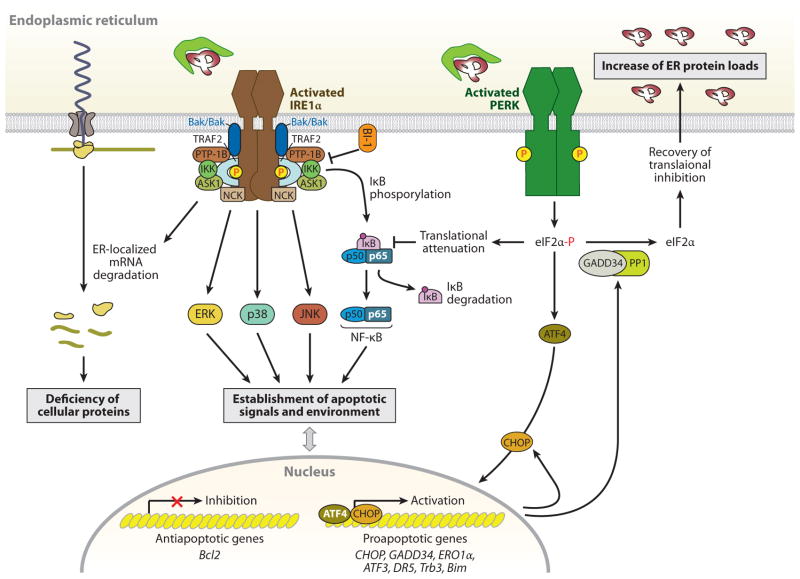 Endoplasmic reticulum
Increase of ER protein loads
Activated
IRE1α
Activated
PERK
Bak/Bak
Bak/Bak
TRAF2
TRAF2
PTP-1B
PTP-1B
BI-1
IKK
P
P
IKK
ASK1
ASK1
NCK
NCK
P
P
Recovery of
translaional
inhibition
IκB
phosporylation
ER-localized
mRNA
degradation
Translational
attenuation
eIF2α-P
eIF2α
IκB
p50
p65
GADD34
PP1
IκB
IκB
degradation
ERK
p38
JNK
p50
p65
NF-κB
ATF4
Deficiency of
cellular proteins
Establishment of apoptotic
signals and environment
CHOP
Nucleus
Inhibition
Activation
ATF4
CHOP
Antiapoptotic genes
Bcl2
Proapoptotic genes
CHOP, GADD34, ERO1α,
ATF3, DR5, Trb3, Bim